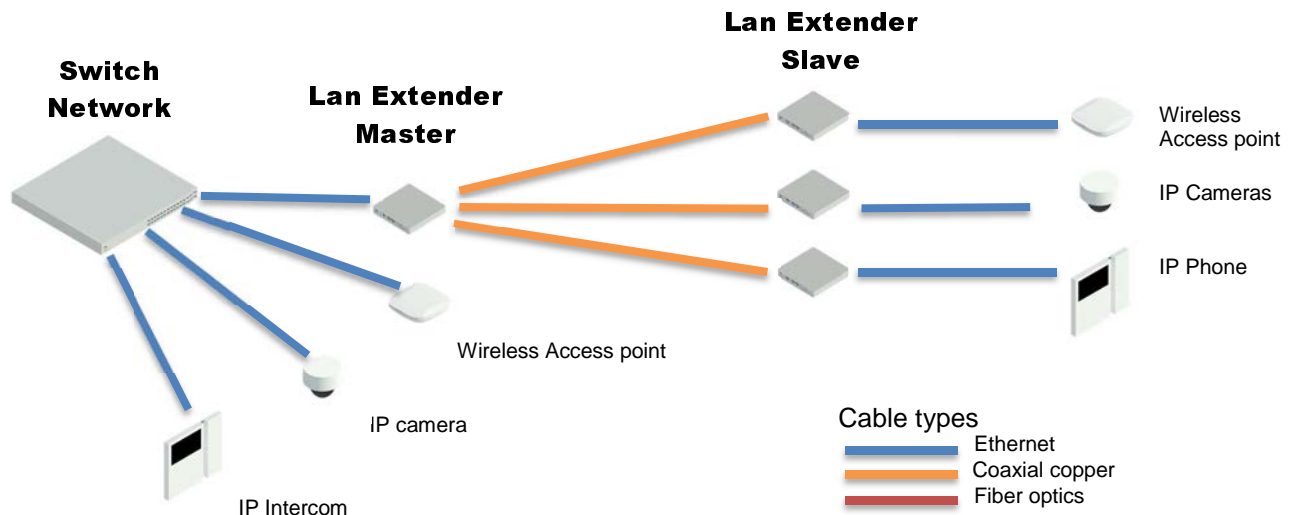 Switch
Network
Lan Extender
Master
Lan Extender
Slave
Wireless
Access point
IP Cameras
IP Phone
Wireless Access point
IP camera
IP Intercom
Cable types
Ethernet
Coaxial copper
Fiber optics